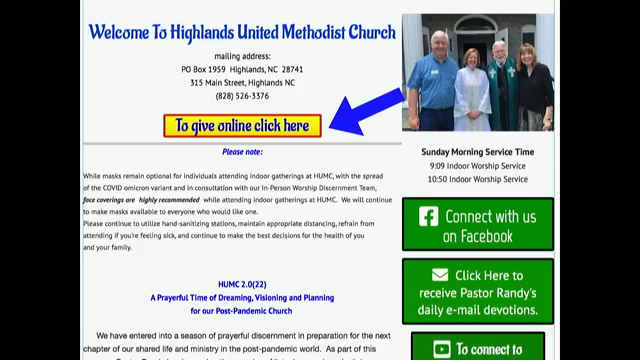 Welcome To Highlands United Methodist Church
mailing address:
PO Box 1959 Highlands, NC 28741
315 Main Street, Highlands NC
(828) 526-3376
To give online click here
Please note:
While masks remain optional for individuals attending indoor gatherings at HUMC, with the spread
of the COVID omicron variant and in consultation with our In-Person Worship Discernment Team,
face coverings are highly recommended while attending indoor gatherings at HUMC. We will continue
to make masks available to everyone who would like one.
Please continue to utilize hand-sanitizing stations, maintain appropriate distancing, refrain from
attending if you're feeling sick, and continue to make the best decisions for the health of you
and your family.
HUMC 2.0(22)
A Prayerful Time of Dreaming, Visioning and Planning
for our Post-Pandemic Church
We have entered into a season of prayerful discernment in preparation for the next
chapter of our shared life and ministry in the post-pandemic world. As part of this
Sunday Morning Service Time
9:09 Indoor Worship Service
10:50 Indoor Worship Service
Connect with us
on Facebook
Click Here to
receive Pastor Randy's
daily e-mail devotions.
To connect to